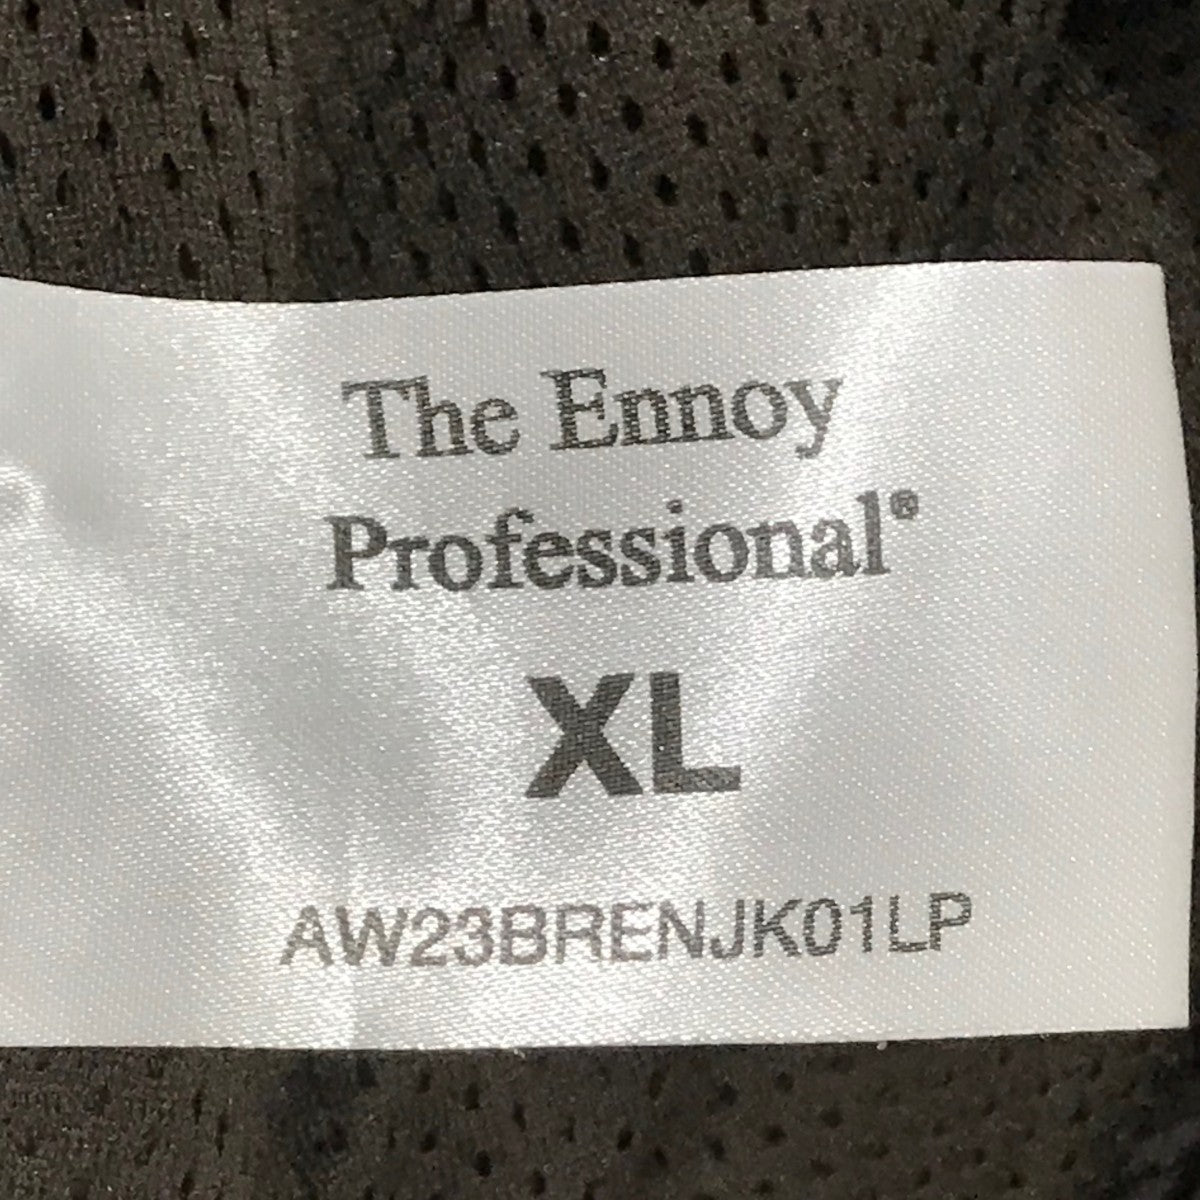 The Ennoy
Professional®
XL
AW23BRENJK01LP